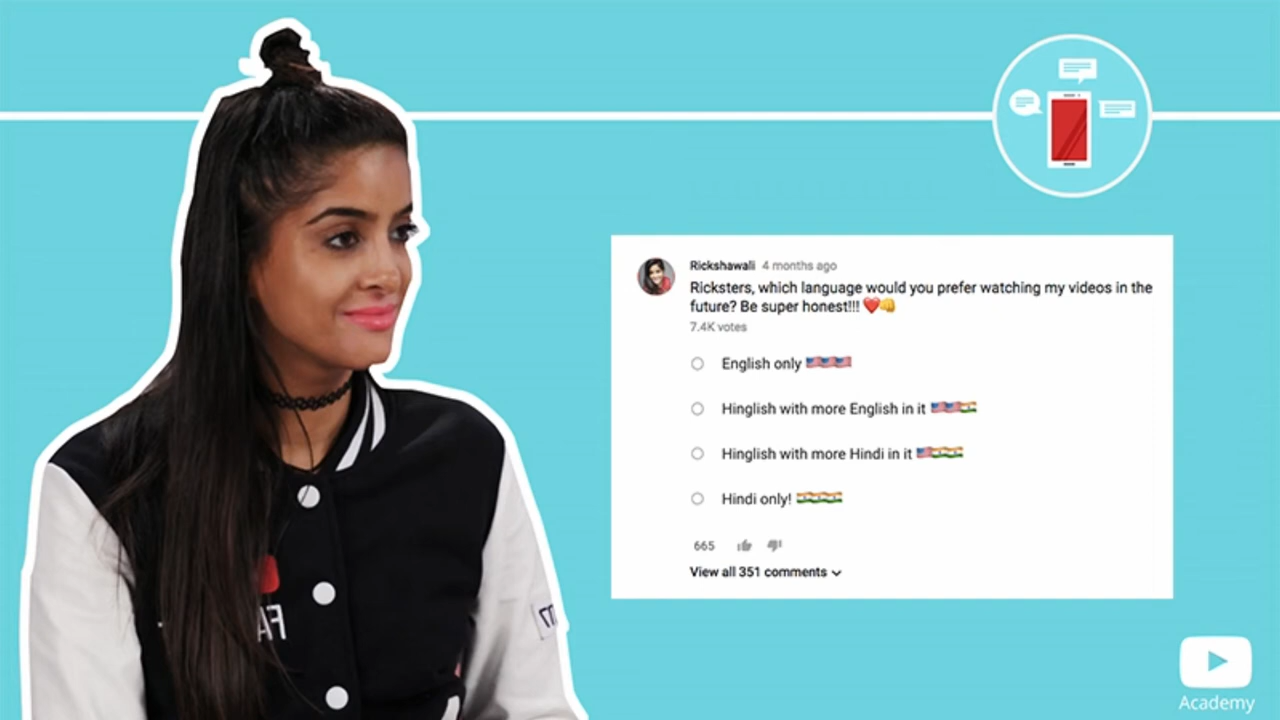 Rickshawali 4 months ago
Ricksters, which language would you prefer watching my videos in the
future? Be super honest!!! ❤️👊
7.4K votes
English only 🇺🇸🇺🇸🇺🇸
Hinglish with more English in it 🇺🇸🇺🇸🇮🇳
Hinglish with more Hindi in it 🇺🇸🇮🇳🇮🇳
Hindi only! 🇮🇳🇮🇳🇮🇳
665
View all 351 comments
Academy